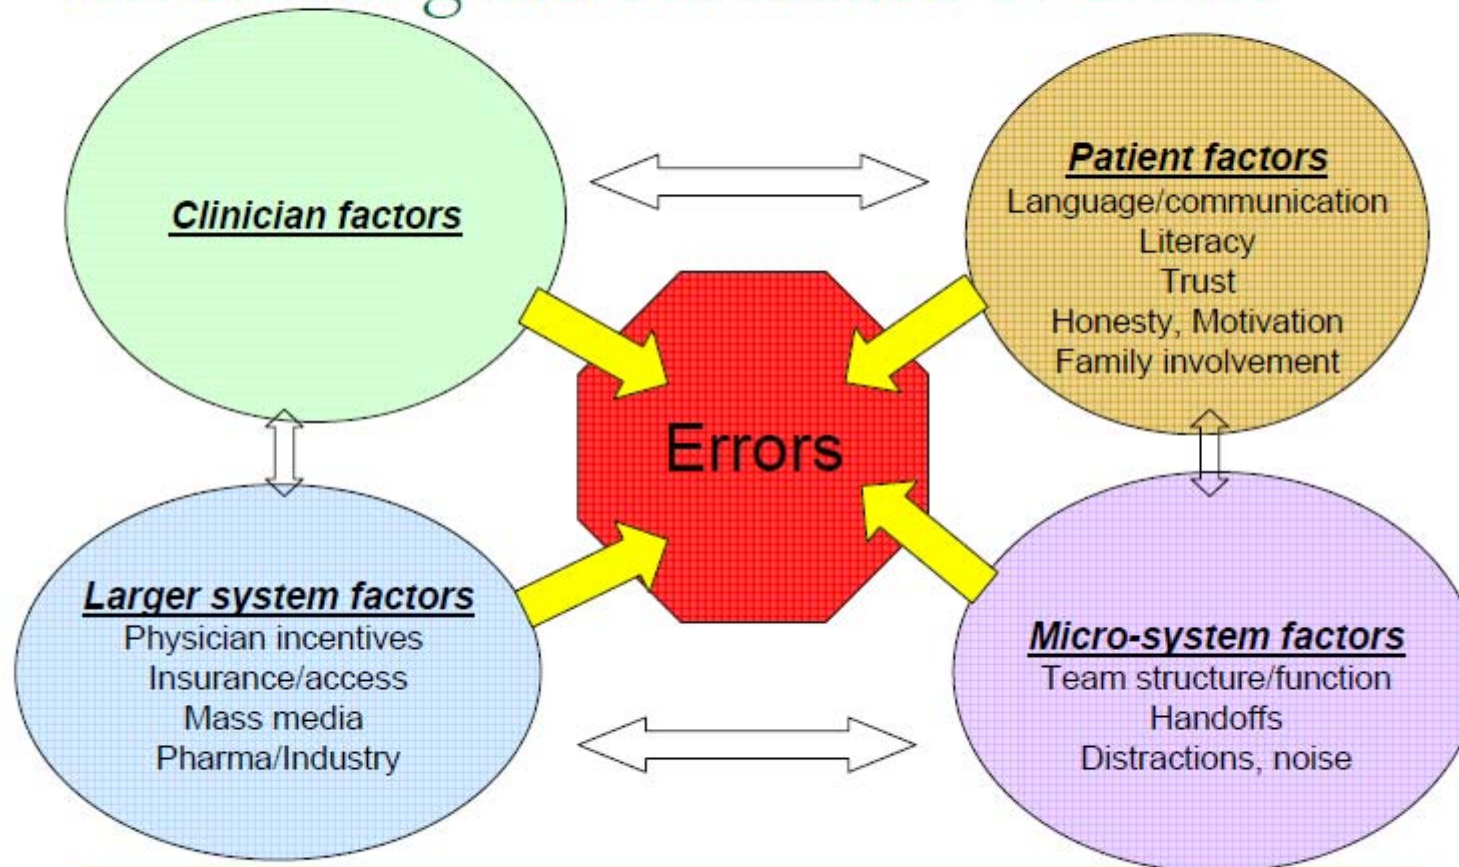 Clinician factors
Patient factors
Language/communication
Literacy
Trust
Honesty, Motivation
Family involvement
Errors
Larger system factors
Physician incentives
Insurance/access
Mass media
Pharma/Industry
Micro-system factors
Team structure/function
Handoffs
Distractions, noise